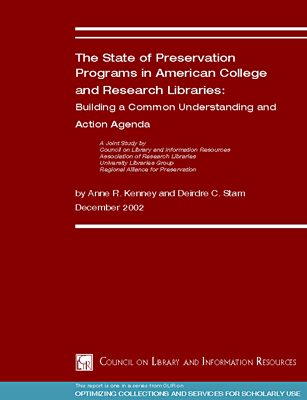 The State of Preservation
Programs in American College
and Research Libraries:
Building a Common Understanding and
Action Agenda
A Joint Study by
Council on Library and Information Resources
Association of Research Libraries
University Libraries Group
Regional Alliance for Preservation
by Anne R. Kenney and Deirdre C. Stam
December 2002
CLIR
COUNCIL ON LIBRARY AND INFORMATION RESOURCES
This report is one in a series from CLIR on
OPTIMIZING COLLECTIONS AND SERVICES FOR SCHOLARLY USE